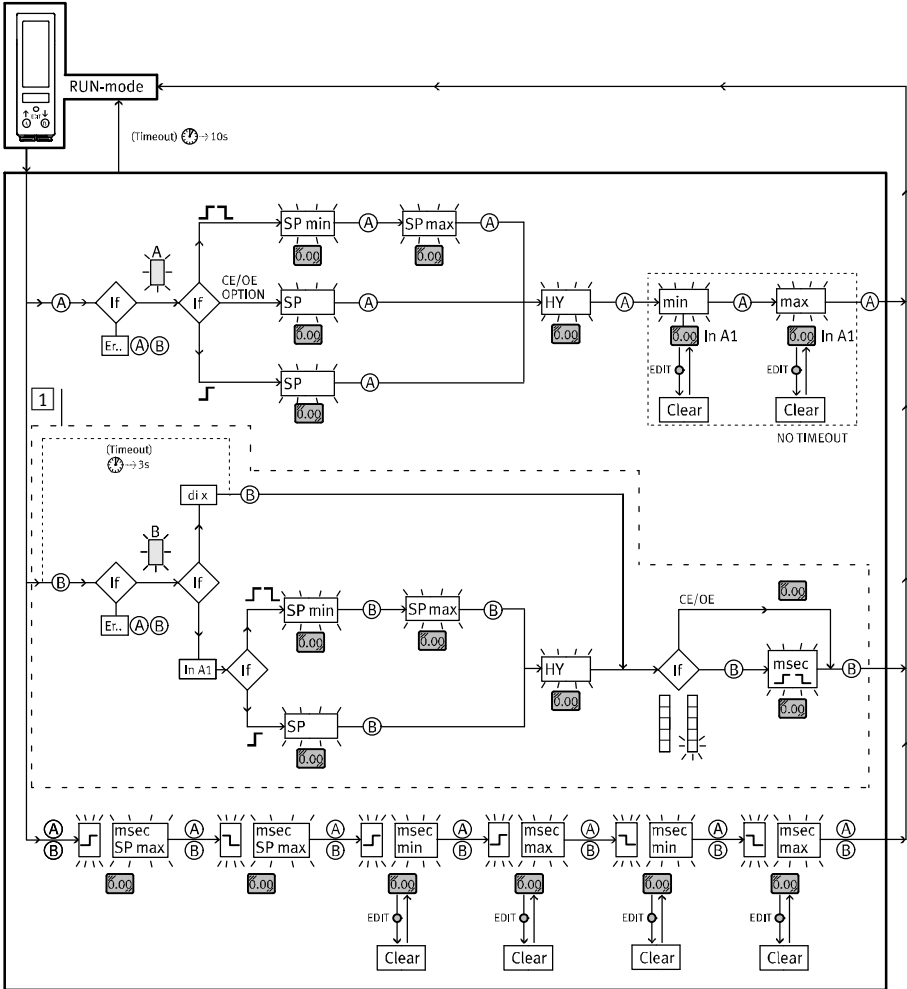 RUN-mode
EDIT
A B
(Timeout) → 10s
A
SP min A SP max A
0.00 0.00
CE/OE
OPTION
A If If SP A HY A min A max A
0.00 0.00 0.00 In A1 0.00 In A1
Er.. A B
EDIT EDIT
SP A
0.00
Clear Clear
NO TIMEOUT
1
(Timeout)
→ 3s
di x B
B
B If If
Er.. A B
SP min B SP max B
0.00 0.00
CE/OE 0.00
In A1 If HY If B msec B
0.00 0.00
SP B
0.00
A B msec SP max A B msec SP max A B msec min A B msec max A B msec min A B msec max A B
0.00 0.00 0.00 0.00 0.00 0.00
EDIT EDIT EDIT EDIT
Clear Clear Clear Clear